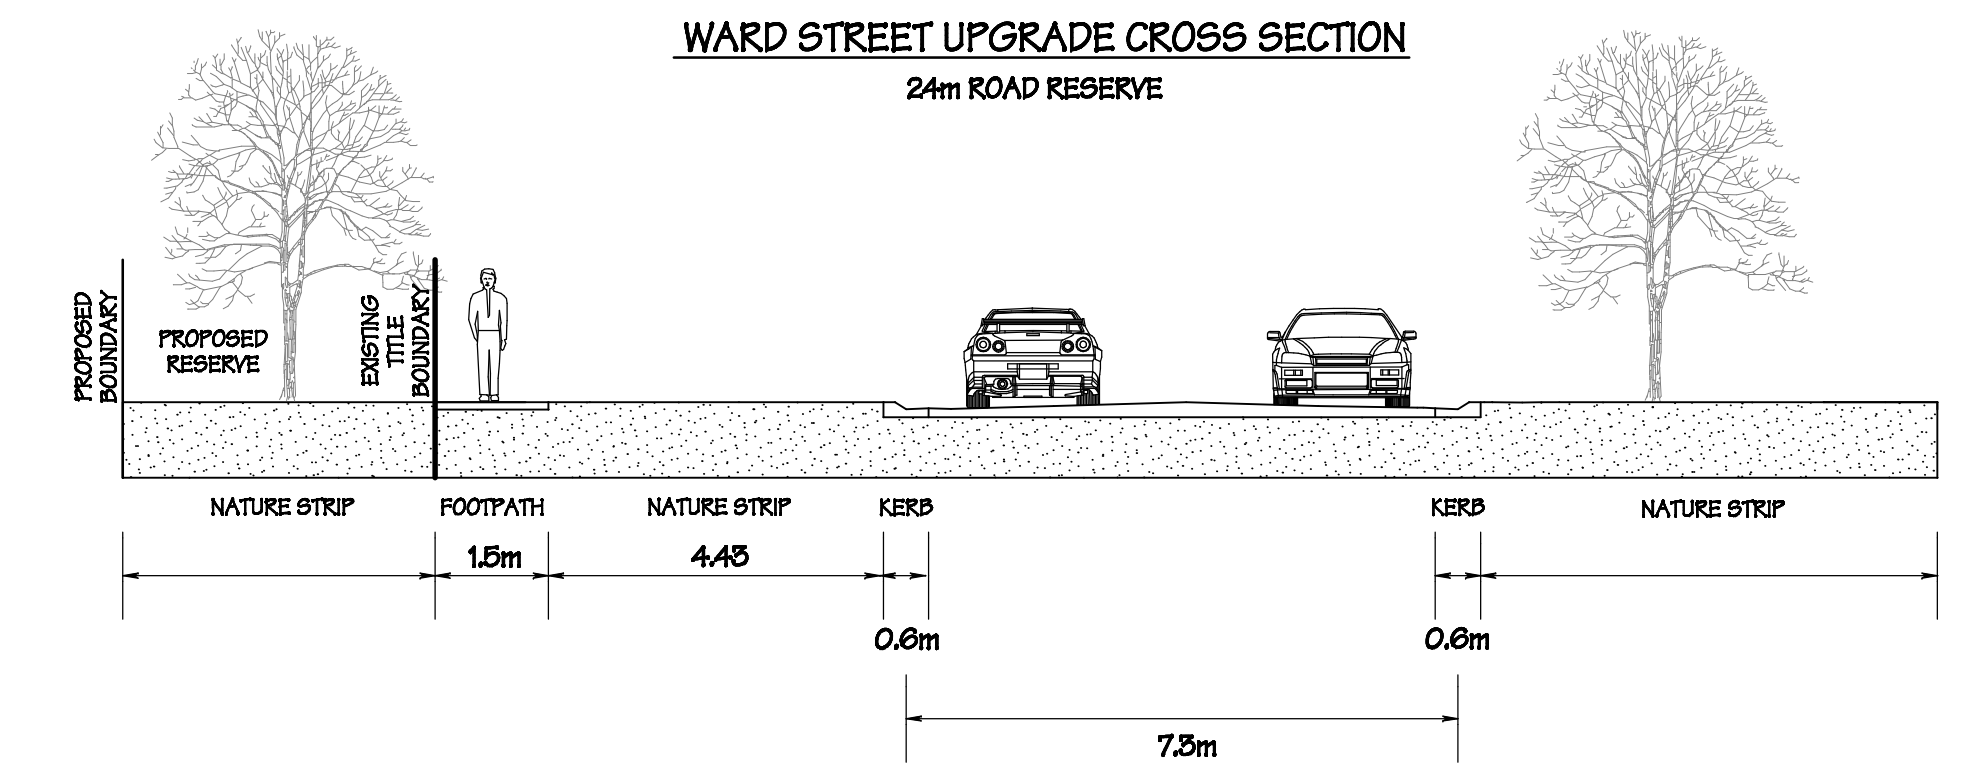 WARD STREET UPGRADE CROSS SECTION
24m ROAD RESERVE
PROPOSED
BOUNDARY
PROPOSED
RESERVE
EXISTING
TITLE
BOUNDARY
NATURE STRIP
FOOTPATH
NATURE STRIP
KERB
KERB
NATURE STRIP
1.5m
4.43
0.6m
0.6m
7.3m